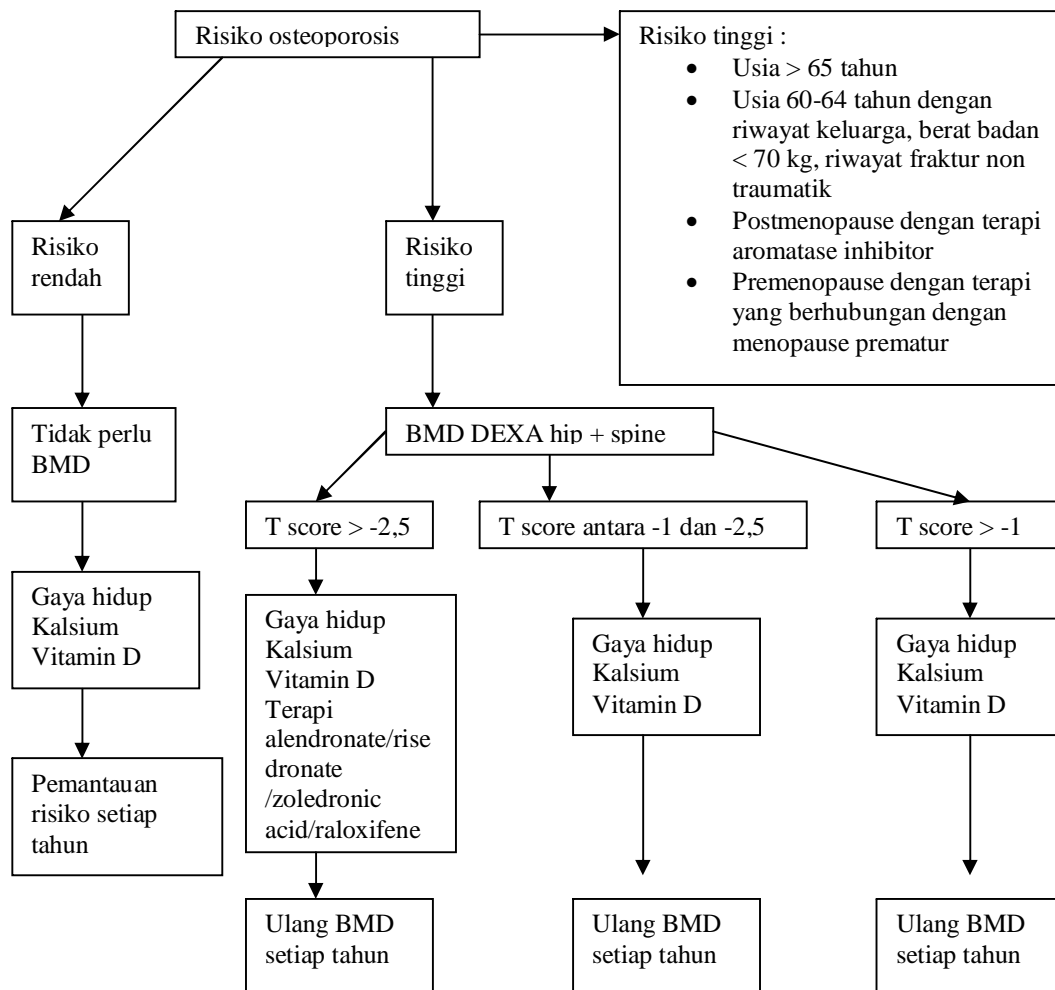 Risiko osteoporosis
Risiko tinggi :
• Usia > 65 tahun
• Usia 60-64 tahun dengan
riwayat keluarga, berat badan
< 70 kg, riwayat fraktur non
traumatik
• Postmenopause dengan terapi
aromatase inhibitor
• Premenopause dengan terapi
yang berhubungan dengan
menopause prematur
Risiko
rendah
Risiko
tinggi
Tidak perlu
BMD
BMD DEXA hip + spine
T score > -2,5
T score antara -1 dan -2,5
T score > -1
Gaya hidup
Kalsium
Vitamin D
Gaya hidup
Kalsium
Vitamin D
Terapi
alendronate/rise
dronate
/zoledronic
acid/raloxifene
Gaya hidup
Kalsium
Vitamin D
Gaya hidup
Kalsium
Vitamin D
Pemantauan
risiko setiap
tahun
Ulang BMD
setiap tahun
Ulang BMD
setiap tahun
Ulang BMD
setiap tahun